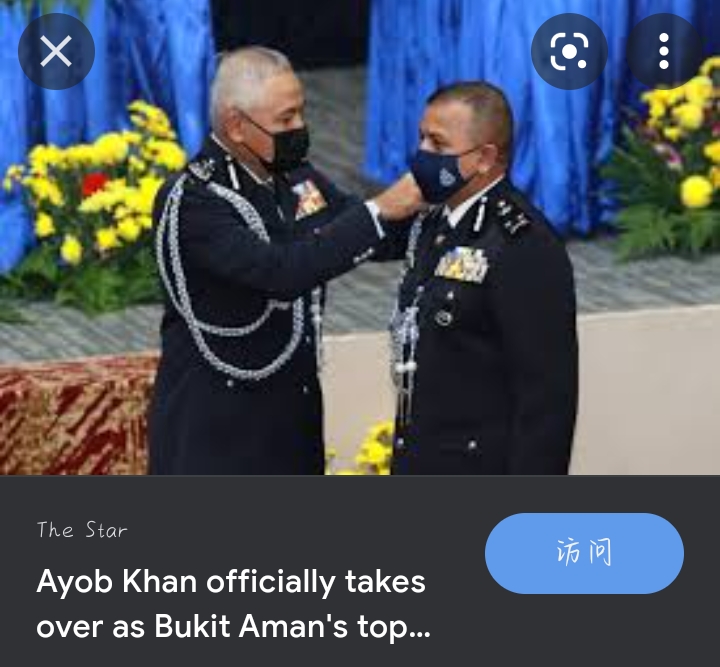 The Star
访问
Ayob Khan officially takes
over as Bukit Aman's top...